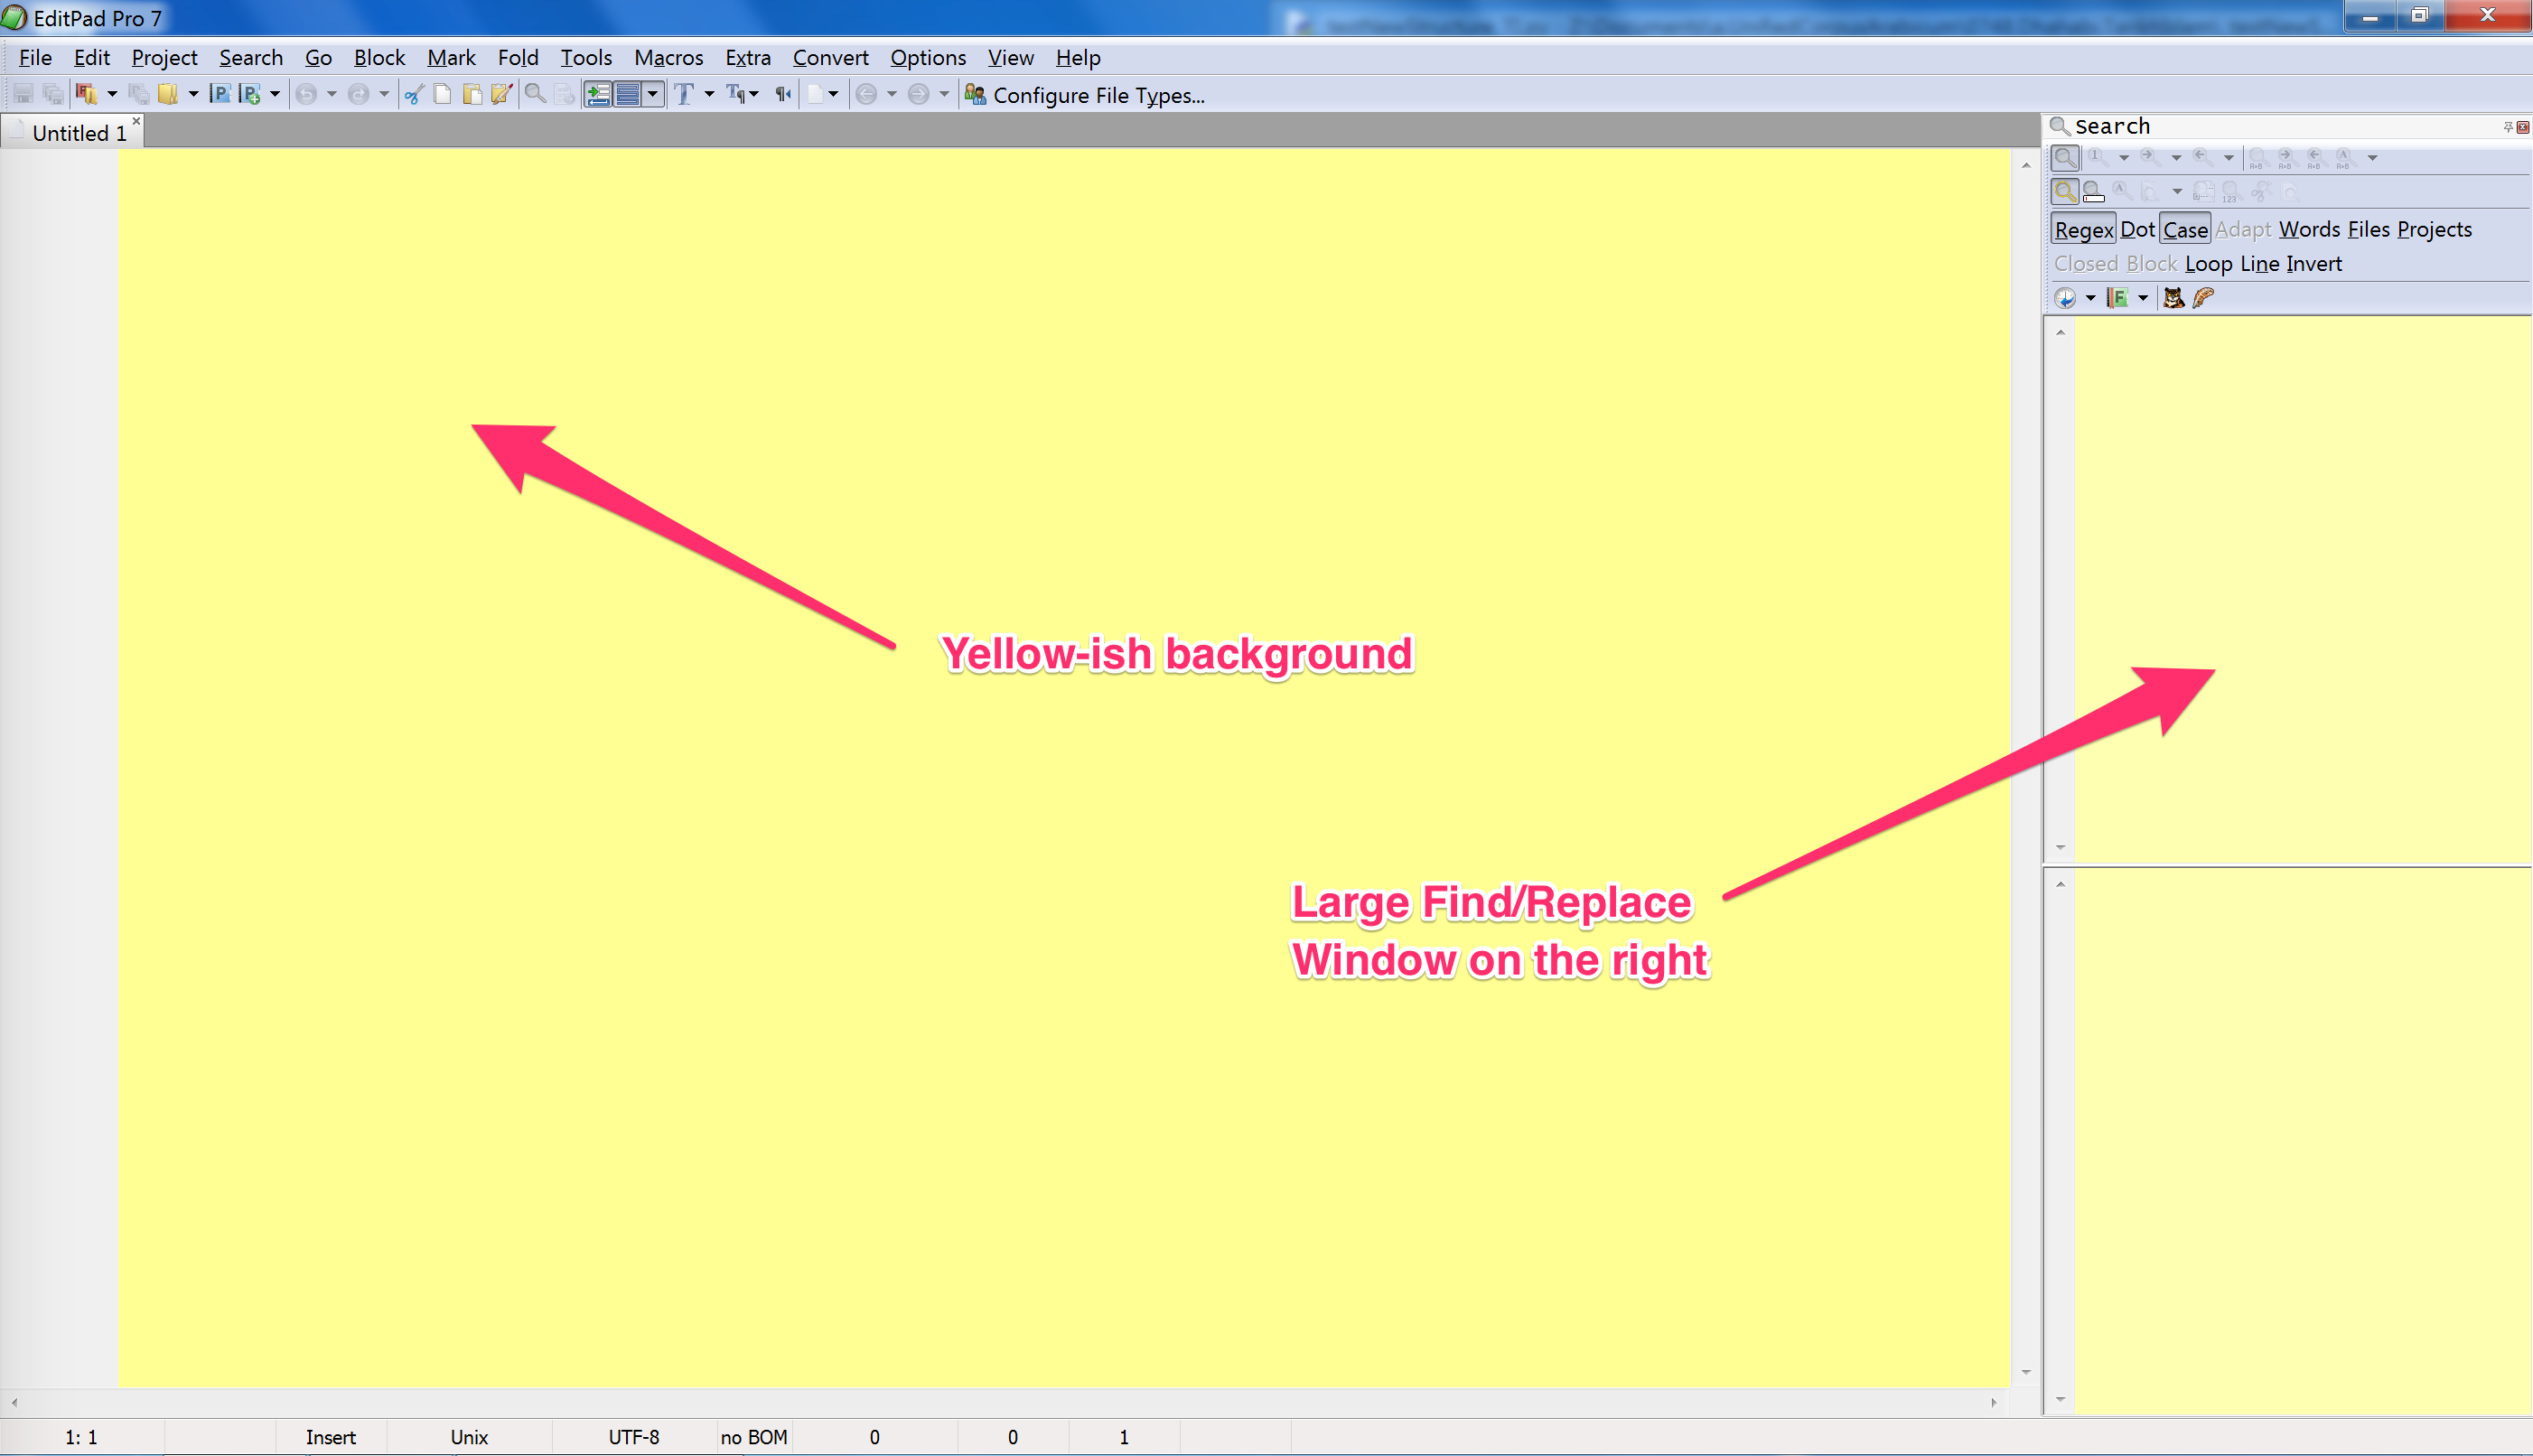 EditPad Pro 7
File Edit Project Search Go Block Mark Fold Tools Macros Extra Convert Options View Help
Configure File Types...
Untitled 1
Search
Regex Dot Case Adapt Words Files Projects
Closed Block Loop Line Invert
Yellow-ish background
Large Find/Replace
Window on the right
1: 1 Insert Unix UTF-8 no BOM 0 0 1